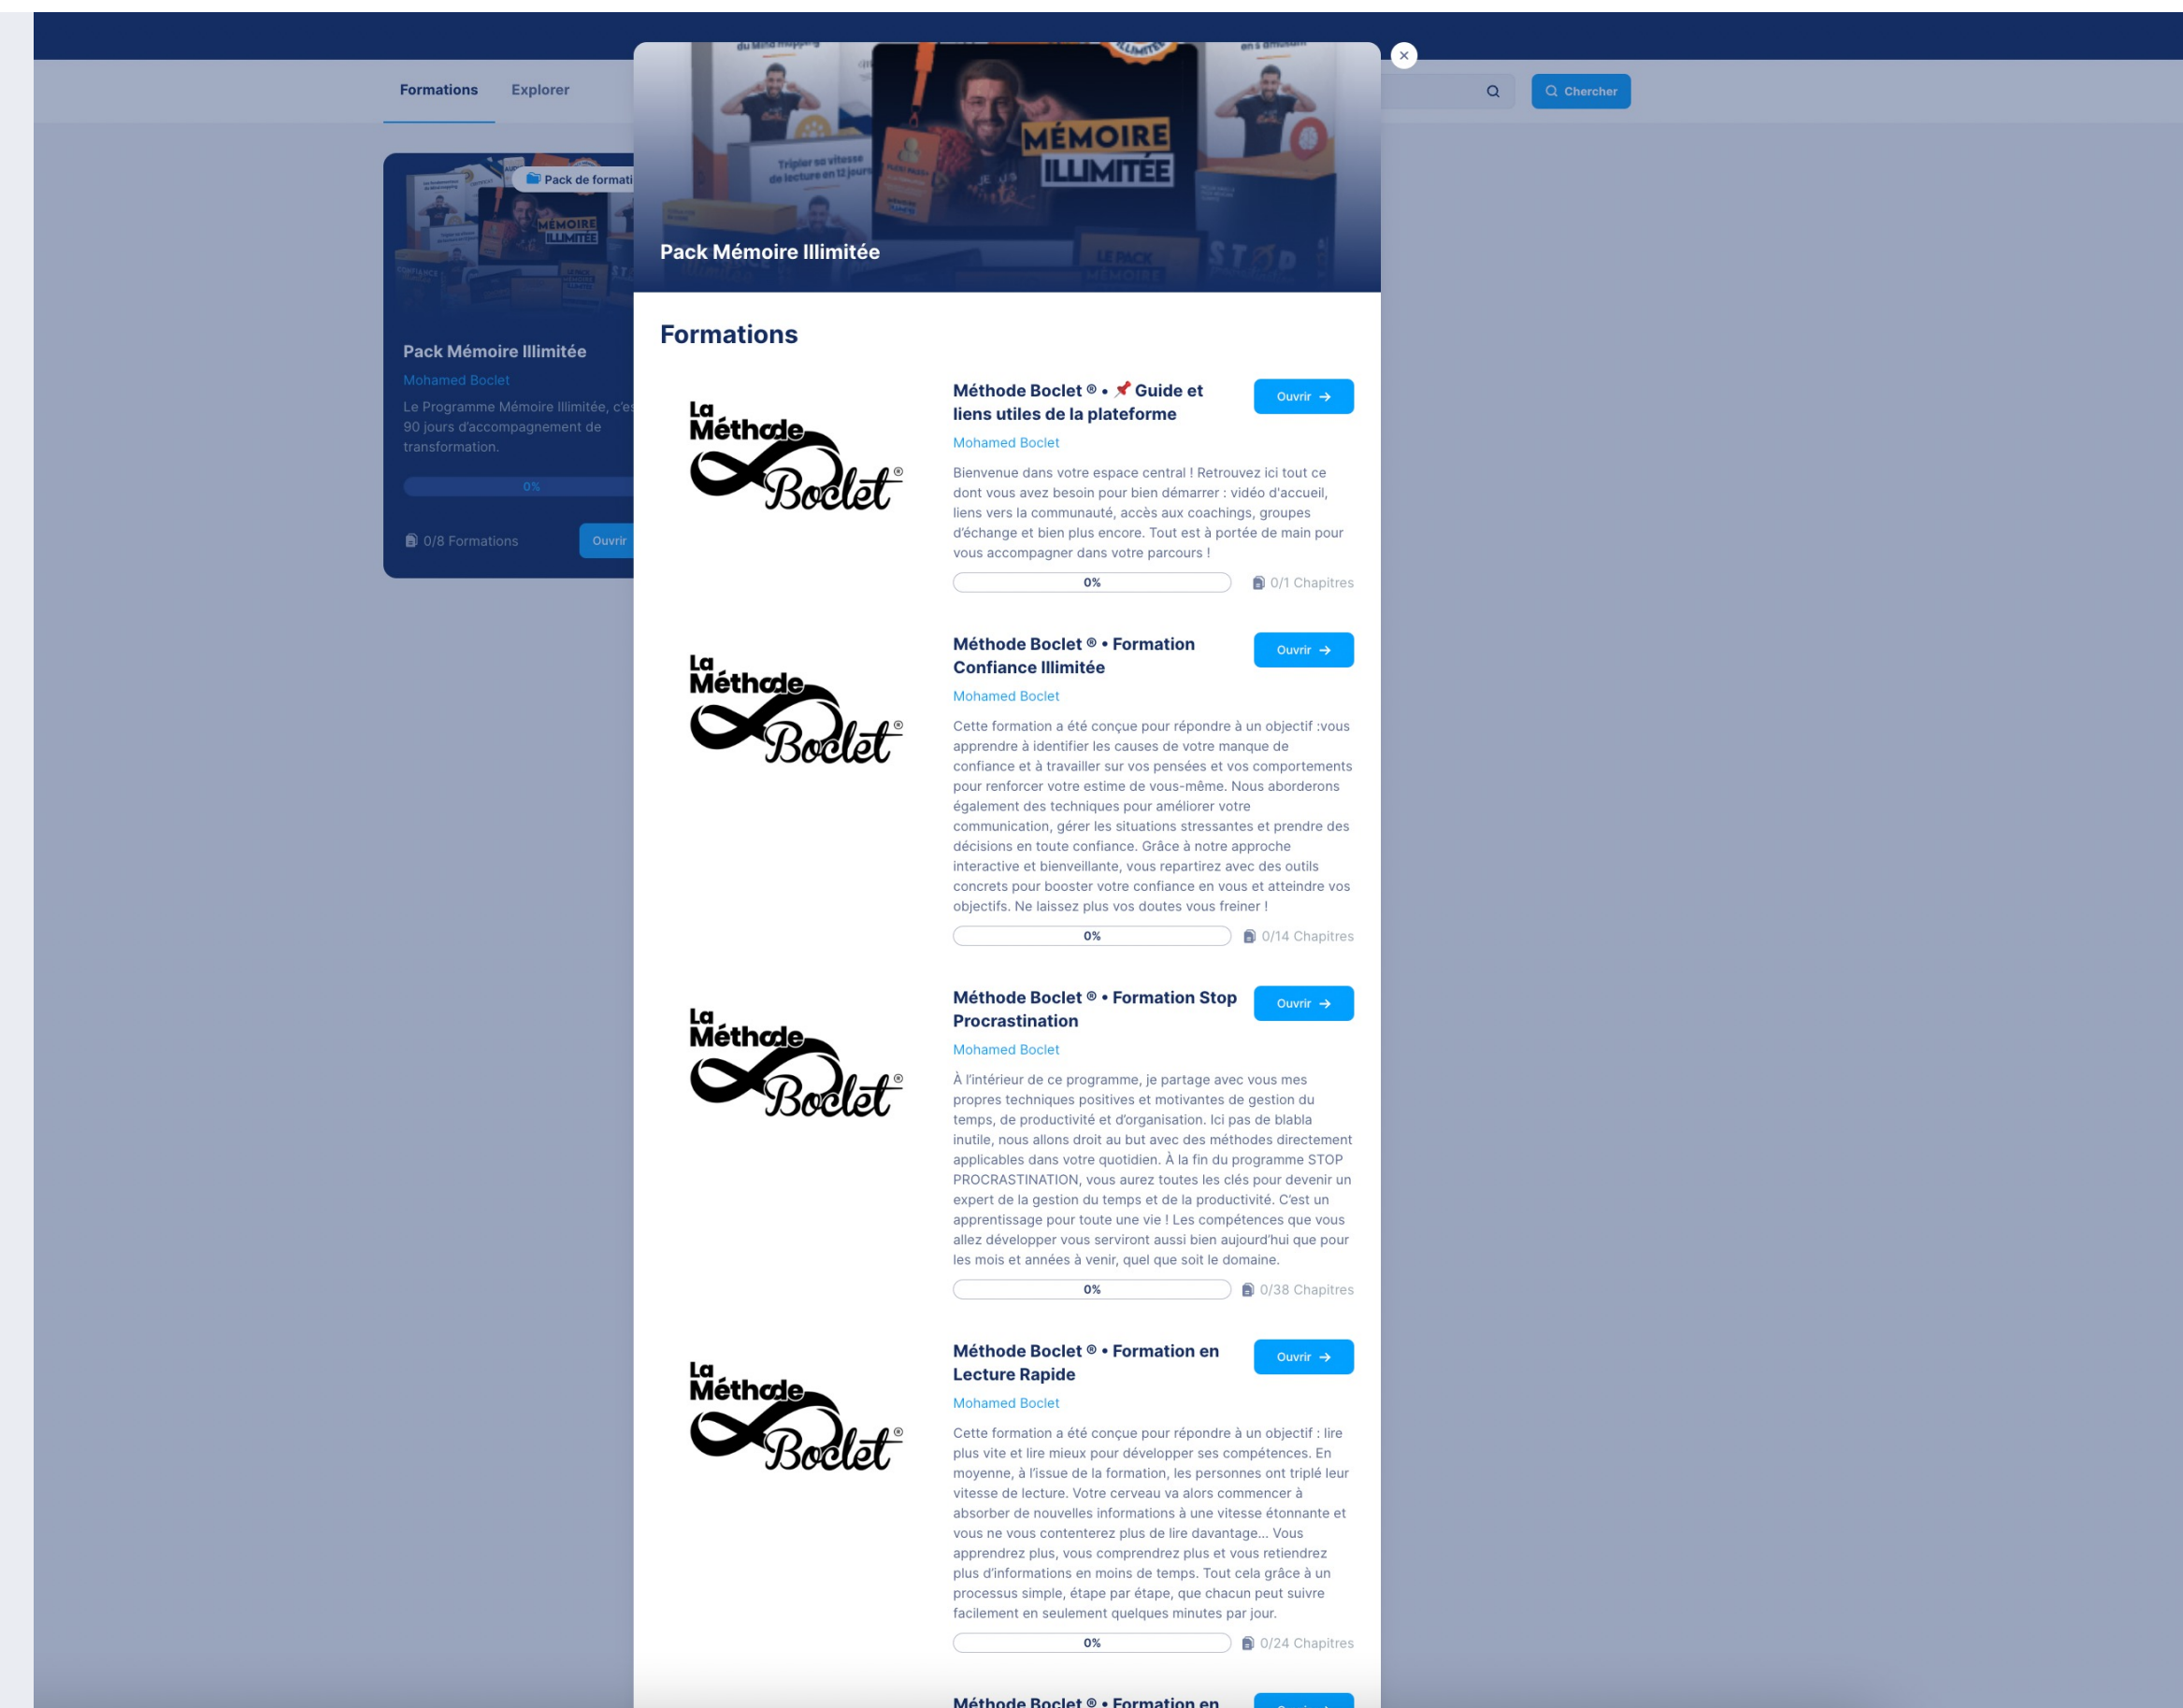 Formations
Explorer
Chercher
Pack de formati
MÉMOIRE
ILLIMITÉE
Pack Mémoire Illimitée
Mohamed Boclet
Le Programme Mémoire Illimitée, c'es
90 jours d'accompagnement de
transformation.
0%
0/8 Formations
Ouvrir
du Mind mapping
ILLIMITÉE
en s'amusant
Tripler sa vitesse
de lecture en 12 jours
JE SUIS
MÉMOIRE
ILLIMITÉE
LE PACK
MÉMOIRE
STOP
Pack Mémoire Illimitée
Formations
La
Méthode
Boclet®
Méthode Boclet ® • 📌 Guide et
liens utiles de la plateforme
Ouvrir →
Mohamed Boclet
Bienvenue dans votre espace central ! Retrouvez ici tout ce
dont vous avez besoin pour bien démarrer : vidéo d'accueil,
liens vers la communauté, accès aux coachings, groupes
d'échange et bien plus encore. Tout est à portée de main pour
vous accompagner dans votre parcours !
0%
0/1 Chapitres
La
Méthode
Boclet®
Méthode Boclet ® • Formation
Confiance Illimitée
Ouvrir →
Mohamed Boclet
Cette formation a été conçue pour répondre à un objectif :vous
apprendre à identifier les causes de votre manque de
confiance et à travailler sur vos pensées et vos comportements
pour renforcer votre estime de vous-même. Nous aborderons
également des techniques pour améliorer votre
communication, gérer les situations stressantes et prendre des
décisions en toute confiance. Grâce à notre approche
interactive et bienveillante, vous repartirez avec des outils
concrets pour booster votre confiance en vous et atteindre vos
objectifs. Ne laissez plus vos doutes vous freiner !
0%
0/14 Chapitres
La
Méthode
Boclet®
Méthode Boclet ® • Formation Stop
Procrastination
Ouvrir →
Mohamed Boclet
À l'intérieur de ce programme, je partage avec vous mes
propres techniques positives et motivantes de gestion du
temps, de productivité et d'organisation. Ici pas de blabla
inutile, nous allons droit au but avec des méthodes directement
applicables dans votre quotidien. À la fin du programme STOP
PROCRASTINATION, vous aurez toutes les clés pour devenir un
expert de la gestion du temps et de la productivité. C'est un
apprentissage pour toute une vie ! Les compétences que vous
allez développer vous serviront aussi bien aujourd'hui que pour
les mois et années à venir, quel que soit le domaine.
0%
0/38 Chapitres
La
Méthode
Boclet®
Méthode Boclet ® • Formation en
Lecture Rapide
Ouvrir →
Mohamed Boclet
Cette formation a été conçue pour répondre à un objectif : lire
plus vite et lire mieux pour développer ses compétences. En
moyenne, à l'issue de la formation, les personnes ont triplé leur
vitesse de lecture. Votre cerveau va alors commencer à
absorber de nouvelles informations à une vitesse étonnante et
vous ne vous contenterez plus de lire davantage... Vous
apprendrez plus, vous comprendrez plus et vous retiendrez
plus d'informations en moins de temps. Tout cela grâce à un
processus simple, étape par étape, que chacun peut suivre
facilement en seulement quelques minutes par jour.
0%
0/24 Chapitres
Méthode Boclet ® • Formation en